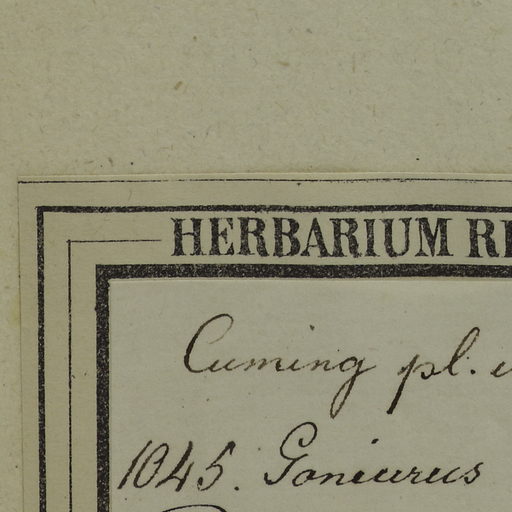 HERBARIUM
Cuming pl.
1045. Goniurus